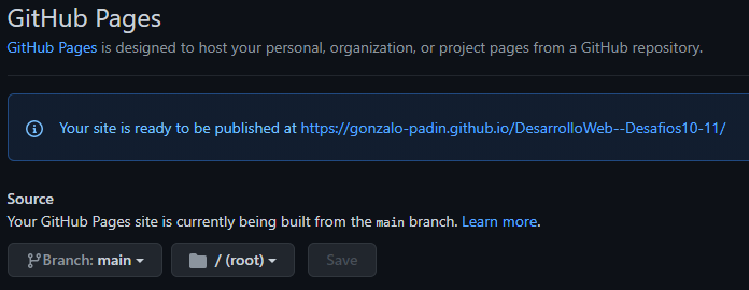 GitHub Pages
GitHub Pages is designed to host your personal, organization, or project pages from a GitHub repository.
Your site is ready to be published at https://gonzalo-padin.github.io/DesarrolloWeb--Desafios10-11/
Source
Your GitHub Pages site is currently being built from the main branch. Learn more.
Branch: main / (root) Save